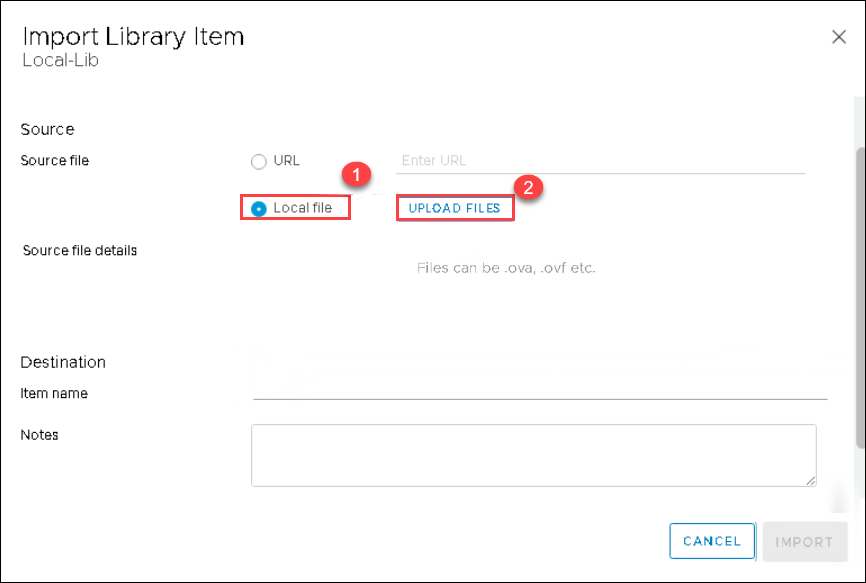 Import Library Item
Local-Lib
Source
Source file
URL
Enter URL
1
2
Local file
UPLOAD FILES
Source file details
Files can be .ova, .ovf etc.
Destination
Item name
Notes
CANCEL
IMPORT